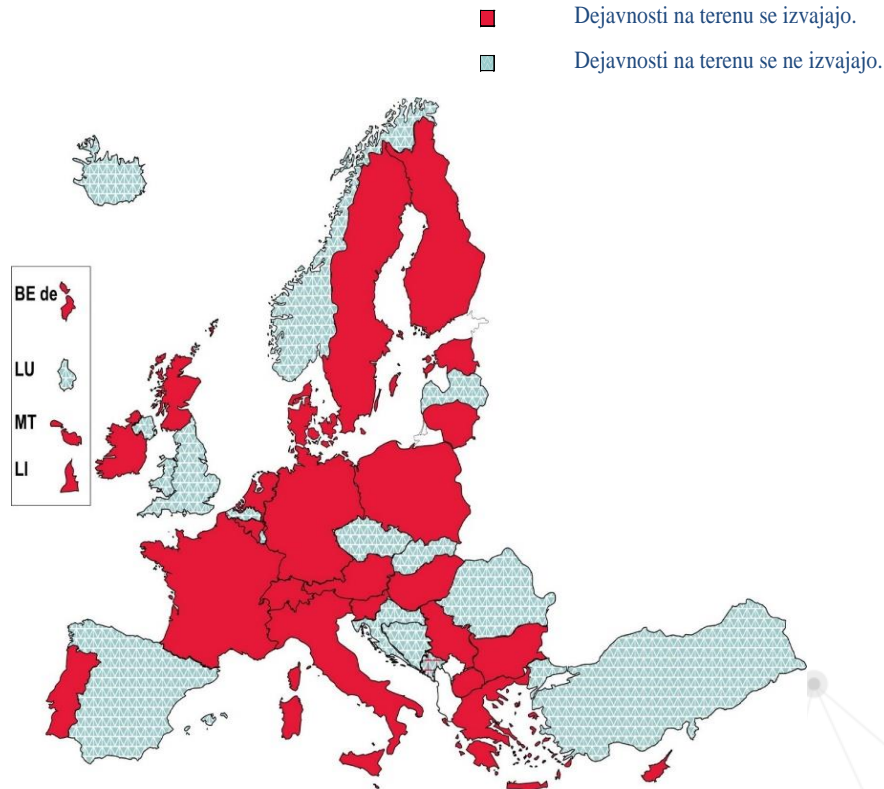 Dejavnosti na terenu se izvajajo.
Dejavnosti na terenu se ne izvajajo.
BE de
LU
MT
LI